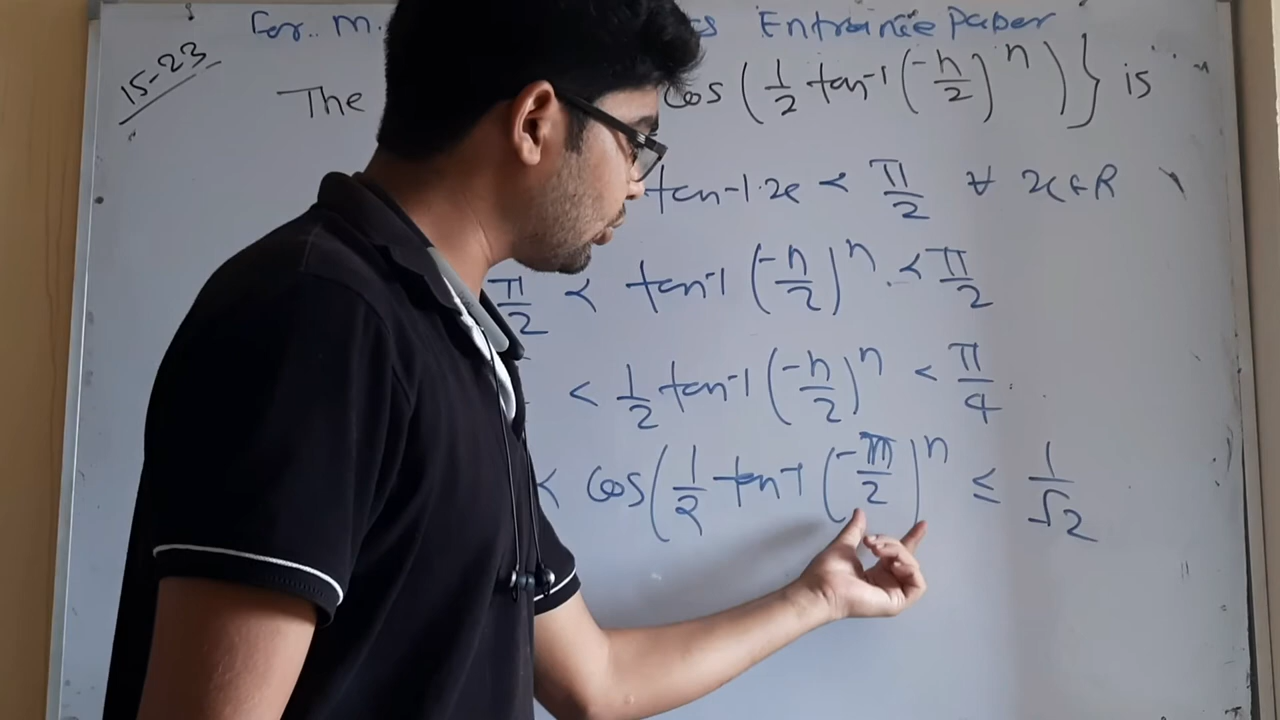 For.. M. s Entrance Paper
15-23
The cos (1/2 tan-1 (-n/2)^n ) } is
tan-1 x < π/2 ∀ x ∈ R
π/2 < tan-1 (-n/2)^n < π/2
< 1/2 tan-1 (-n/2)^n < π/4
< cos (1/2 tan-1 (-π/2)^n ≤ 1/√2